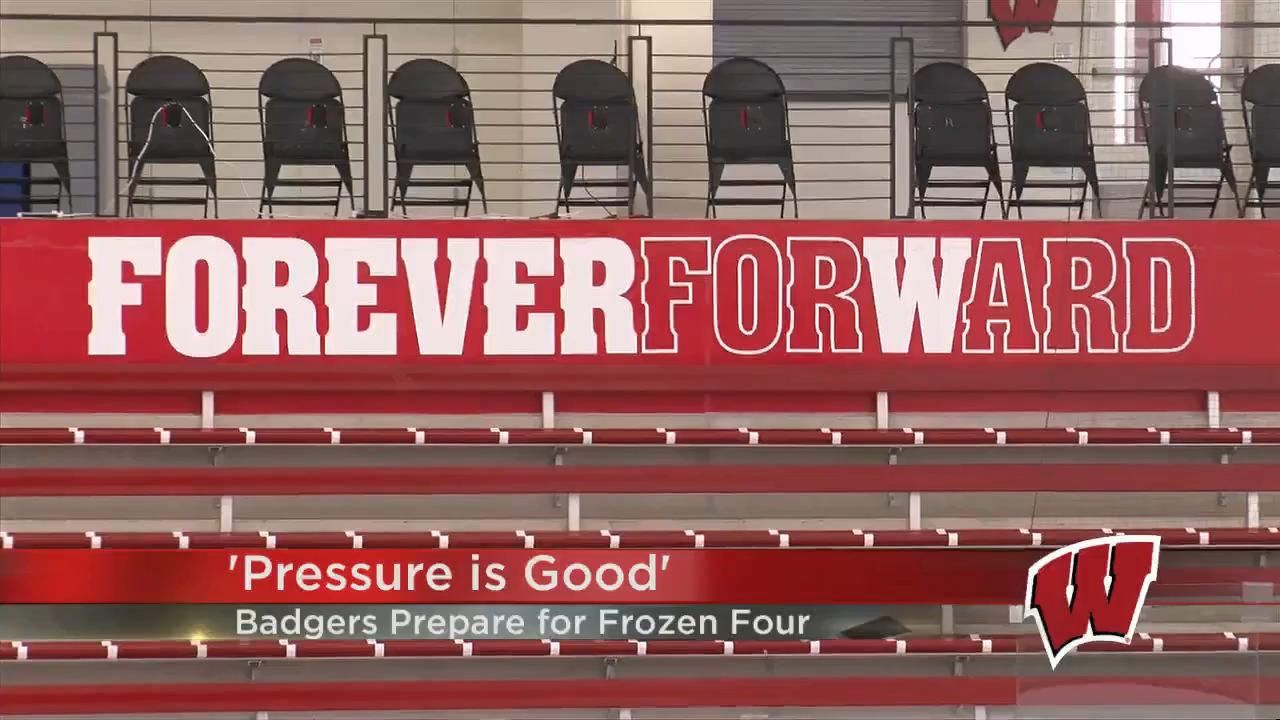 W
FOREVERFORWARD
'Pressure is Good'
Badgers Prepare for Frozen Four
W